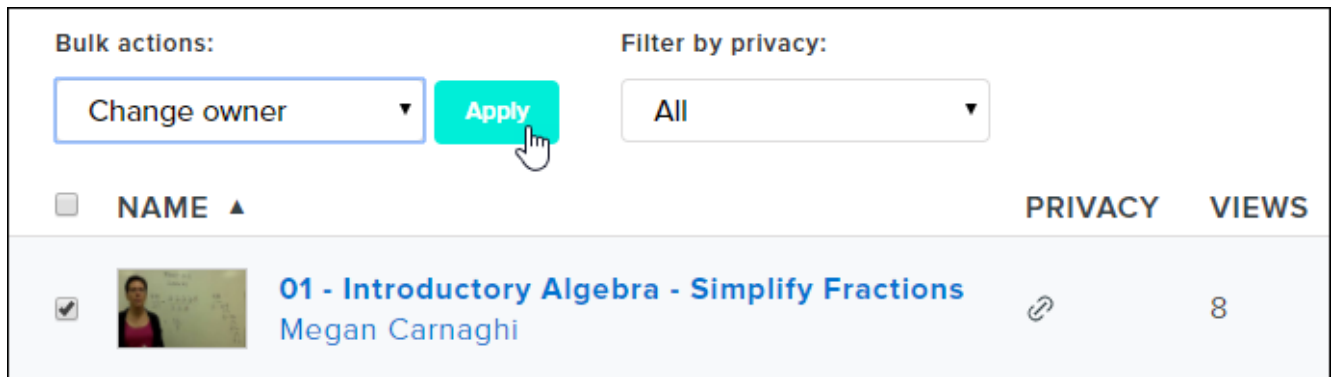 Bulk actions:
Filter by privacy:
Change owner
Apply
All
NAME ▲
PRIVACY
VIEWS
01 - Introductory Algebra - Simplify Fractions
Megan Carnaghi
8